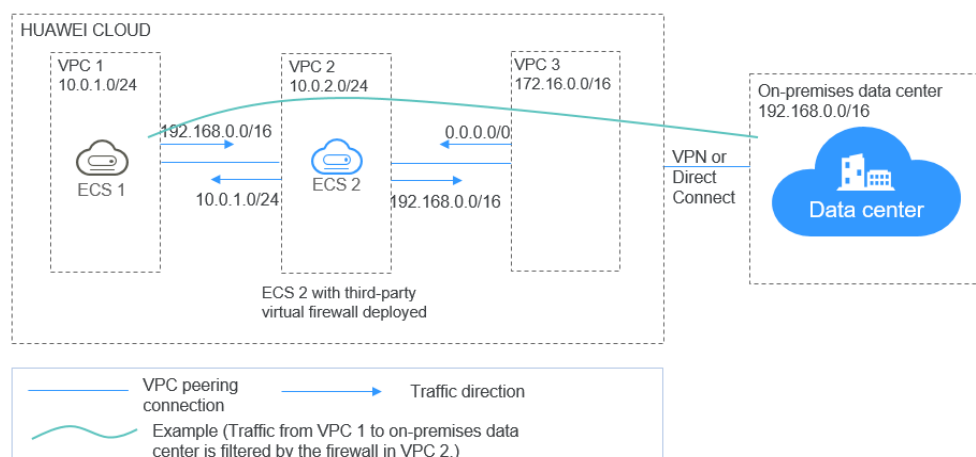 HUAWEI CLOUD
VPC 1
10.0.1.0/24
VPC 2
10.0.2.0/24
VPC 3
172.16.0.0/16
On-premises data center
192.168.0.0/16
192.168.0.0/16
0.0.0.0/0
ECS 1
ECS 2
10.0.1.0/24
192.168.0.0/16
VPN or
Direct
Connect
Data center
ECS 2 with third-party
virtual firewall deployed
VPC peering
connection
Traffic direction
Example (Traffic from VPC 1 to on-premises data
center is filtered by the firewall in VPC 2.)